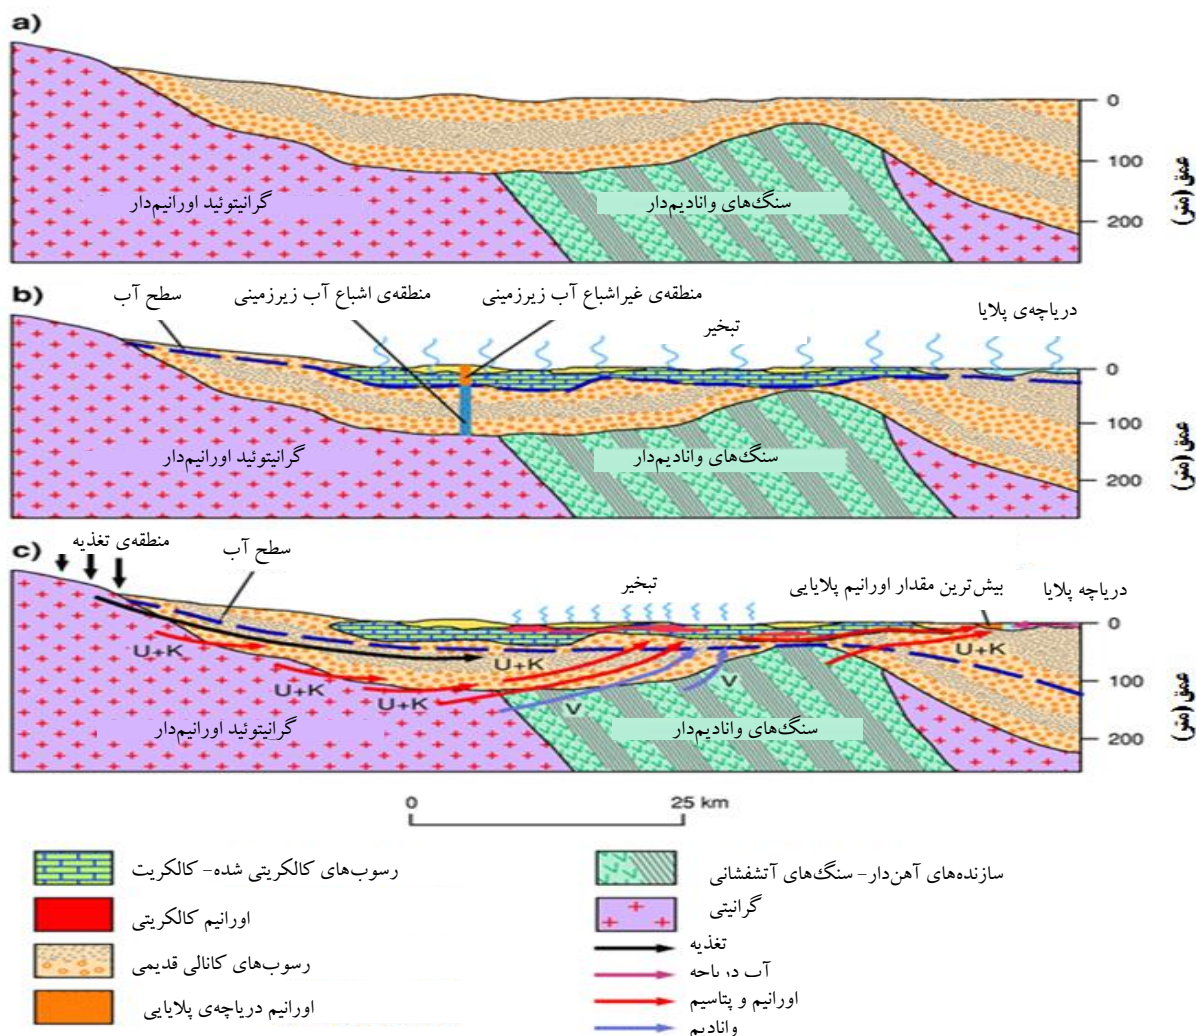 a)
0
100
200
عمق (متر)
گرانیتوئید اورانیم‌دار
سنگ‌های وانادیم‌دار
b)
سطح آب
منطقه‌ی اشباع آب زیرزمینی
منطقه‌ی غیراشباع آب زیرزمینی
تبخیر
دریاچه‌ی پلایا
0
100
200
عمق (متر)
گرانیتوئید اورانیم‌دار
سنگ‌های وانادیم‌دار
c)
منطقه‌ی تغذیه
سطح آب
تبخیر
بیش‌ترین مقدار اورانیم پلایایی
دریاچه پلایا
0
100
200
عمق (متر)
U+K
U+K
U+K
U+K
U+K
V
V
گرانیتوئید اورانیم‌دار
سنگ‌های وانادیم‌دار
0
25 km
رسوب‌های کالکریتی شده- کالکریت
اورانیم کالکریتی
رسوب‌های کانالی قدیمی
اورانیم دریاچه‌ی پلایایی
سازنده‌های آهن‌دار- سنگ‌های آتشفشانی
گرانیتی
تغذیه
آب دریاچه
اورانیم و پتاسیم
وانادیم